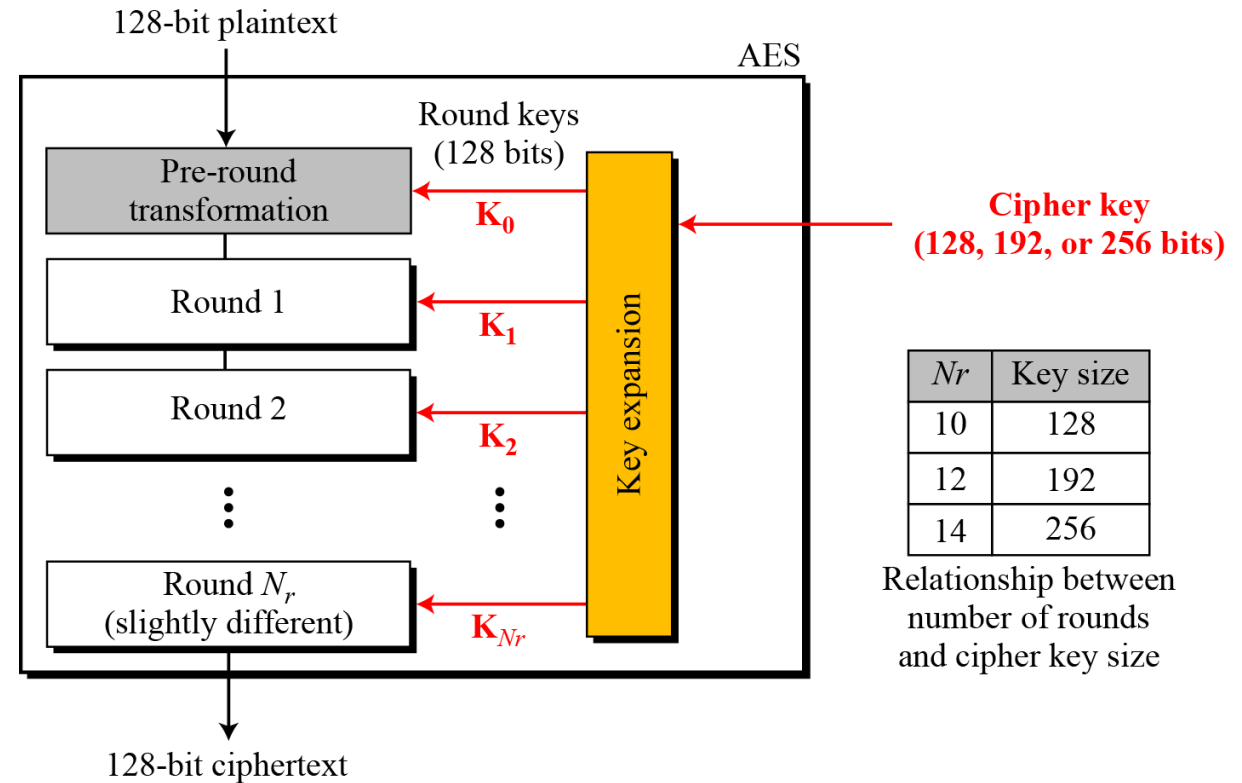 128-bit plaintext
AES
Round keys
(128 bits)
Pre-round
transformation
K0
Cipher key
(128, 192, or 256 bits)
Round 1
K1
Key expansion
Round 2
K2
Nr Key size
10 128
12 192
14 256
Relationship between
number of rounds
and cipher key size
Round Nr
(slightly different)
KNr
128-bit ciphertext